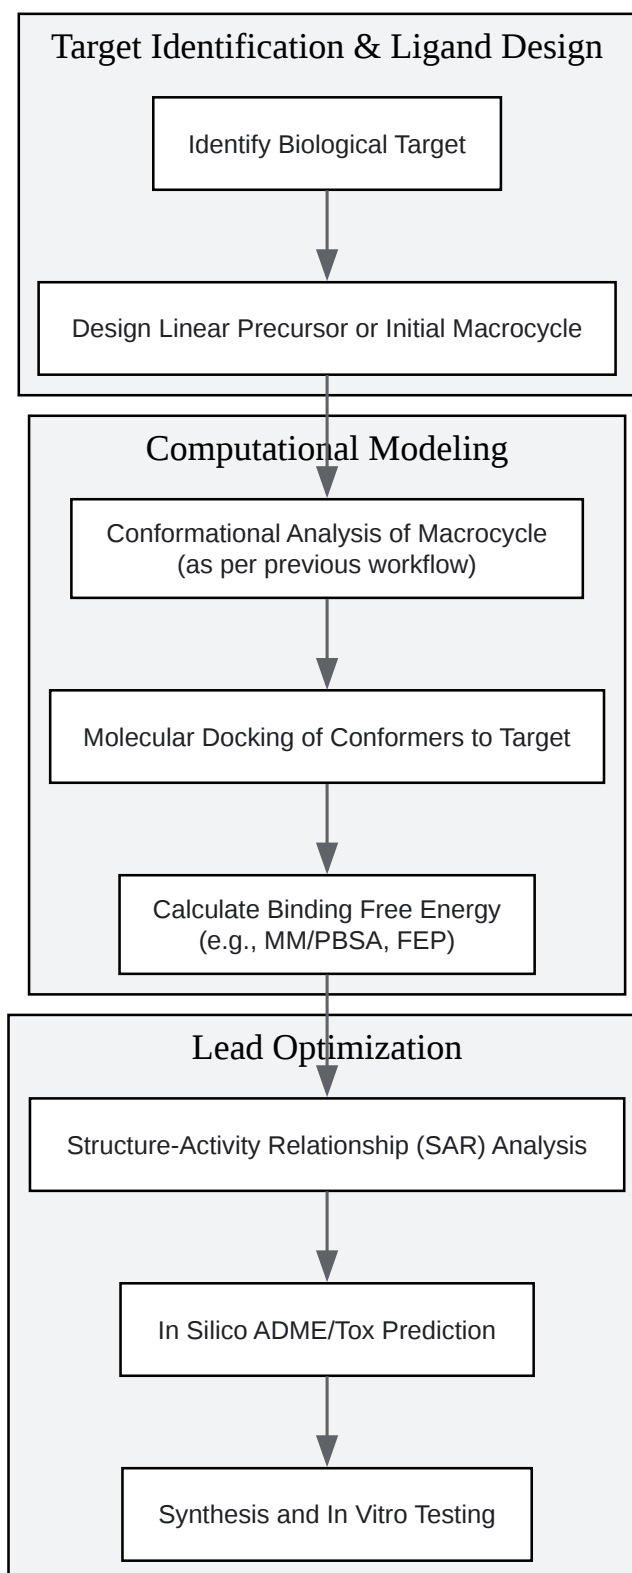 Target Identification & Ligand Design
Identify Biological Target
Design Linear Precursor or Initial Macrocycle
Computational Modeling
Conformational Analysis of Macrocycle
(as per previous workflow)
Molecular Docking of Conformers to Target
Calculate Binding Free Energy
(e.g., MM/PBSA, FEP)
Lead Optimization
Structure-Activity Relationship (SAR) Analysis
In Silico ADME/Tox Prediction
Synthesis and In Vitro Testing